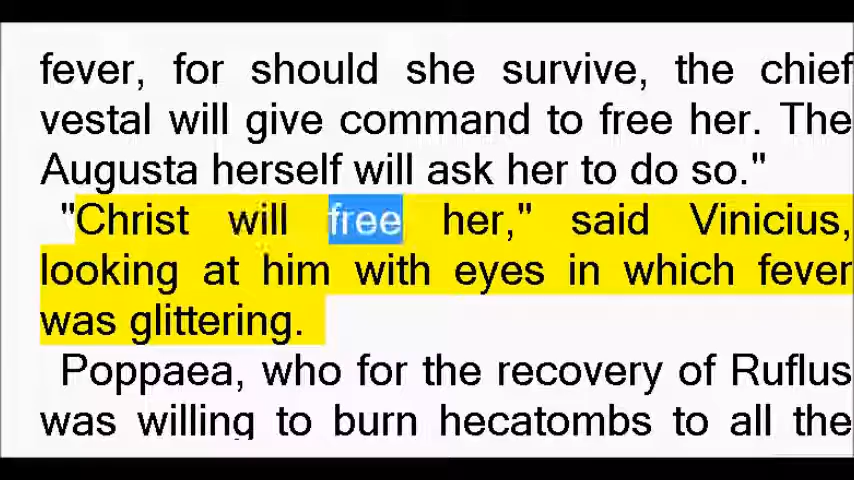 fever, for should she survive, the chief
vestal will give command to free her. The
Augusta herself will ask her to do so."
"Christ will free her," said Vinicius,
looking at him with eyes in which fever
was glittering.
Poppaea, who for the recovery of Ruflus
was willing to burn hecatombs to all the